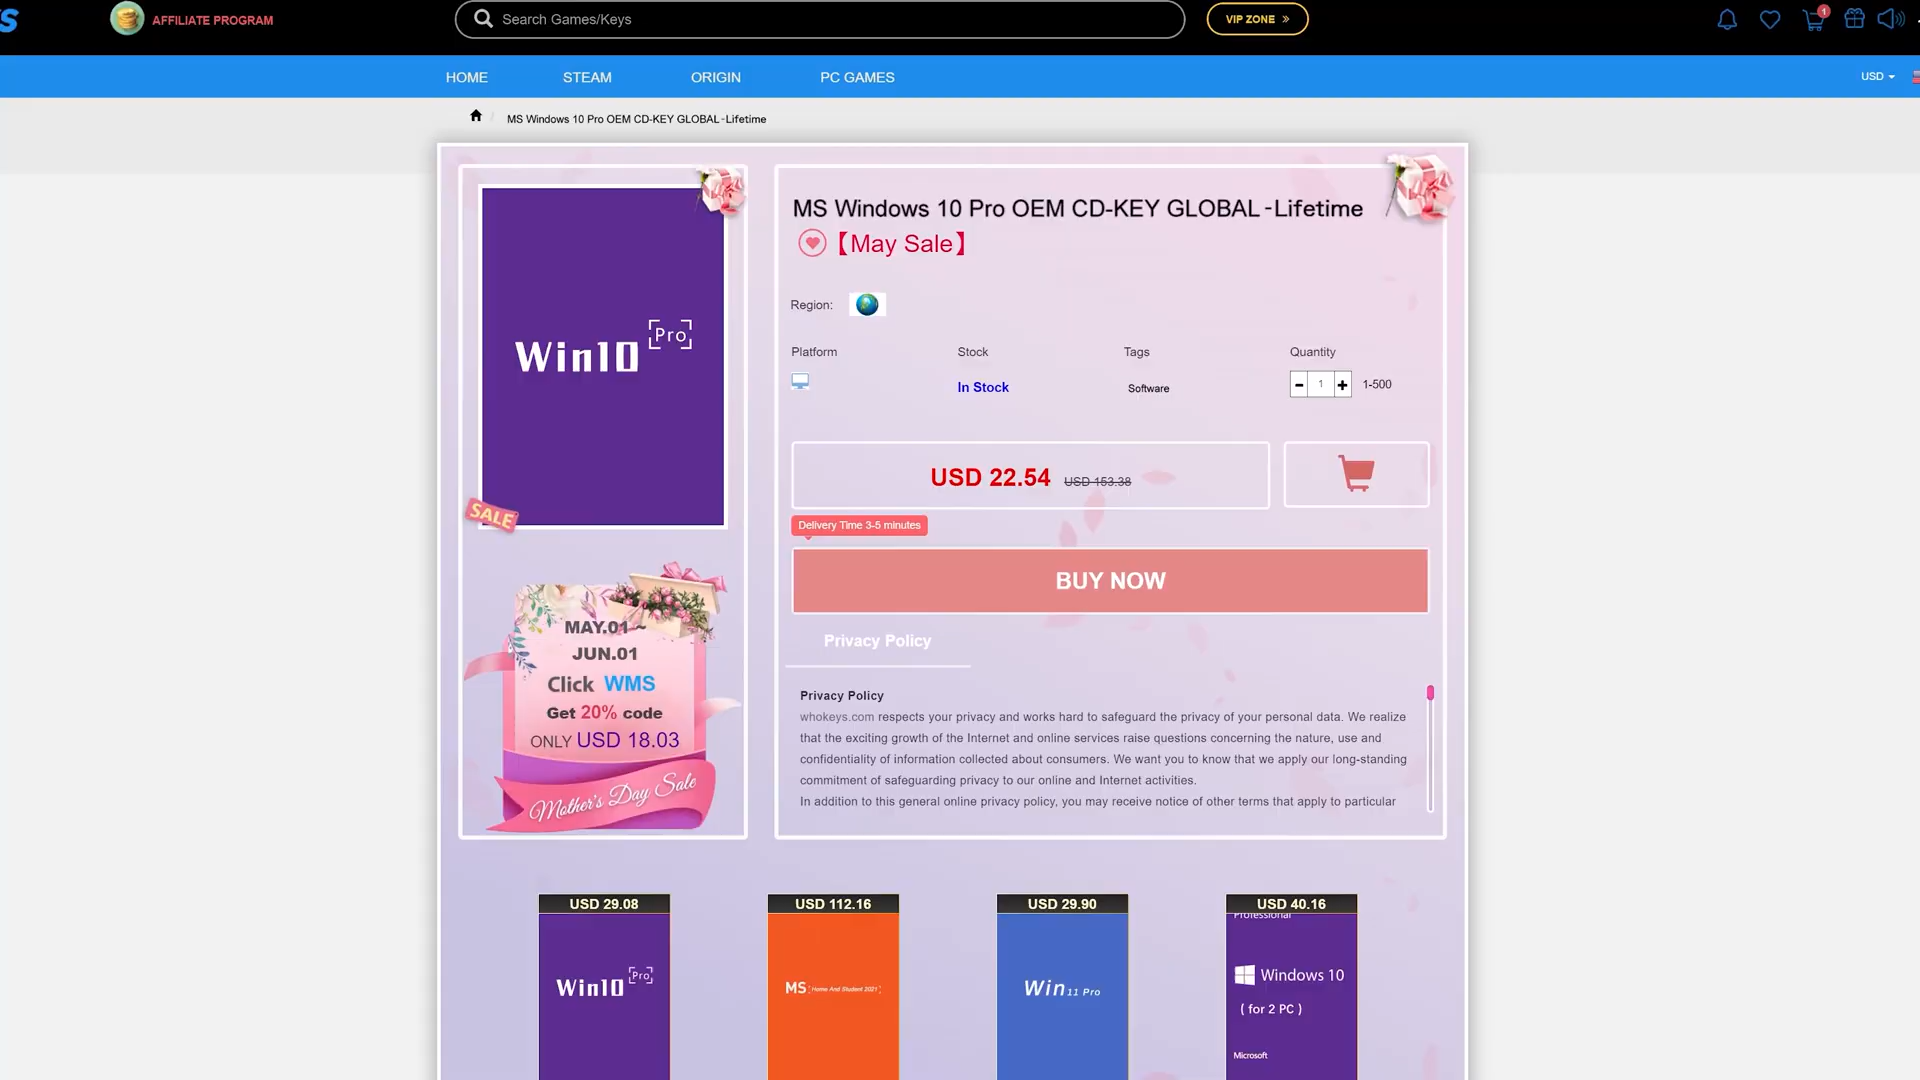 S
AFFILIATE PROGRAM
Search Games/Keys
VIP ZONE »
1
HOME
STEAM
ORIGIN
PC GAMES
USD
MS Windows 10 Pro OEM CD-KEY GLOBAL-Lifetime
Win10 [Pro]
SALE
MAY.01~
JUN.01
Click WMS
Get 20% code
ONLY USD 18.03
Mother's Day Sale
MS Windows 10 Pro OEM CD-KEY GLOBAL-Lifetime
【May Sale】
Region:
Platform
Stock
Tags
Quantity
In Stock
Software
- 1 + 1-500
USD 22.54 USD 153.38
Delivery Time 3-5 minutes
BUY NOW
Privacy Policy
Privacy Policy
whokeys.com respects your privacy and works hard to safeguard the privacy of your personal data. We realize
that the exciting growth of the Internet and online services raise questions concerning the nature, use and
confidentiality of information collected about consumers. We want you to know that we apply our long-standing
commitment of safeguarding privacy to our online and Internet activities.
In addition to this general online privacy policy, you may receive notice of other terms that apply to particular
USD 29.08
Win10 [Pro]
USD 112.16
MS [Home And Student 2021]
USD 29.90
Win 11 Pro
USD 40.16
Professional
Windows 10
( for 2 PC )
Microsoft